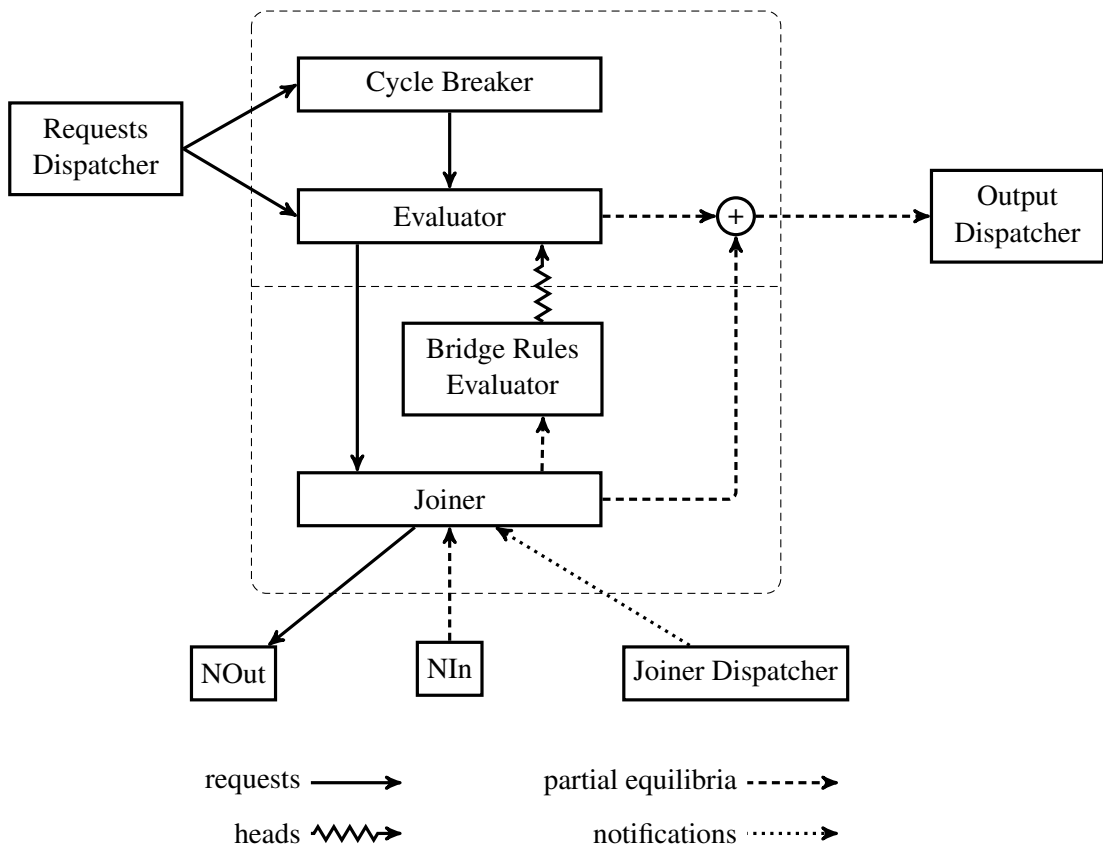 Cycle Breaker
Requests
Dispatcher
Evaluator
+
Output
Dispatcher
Bridge Rules
Evaluator
Joiner
NOut
NIn
Joiner Dispatcher
requests
partial equilibria
heads
notifications